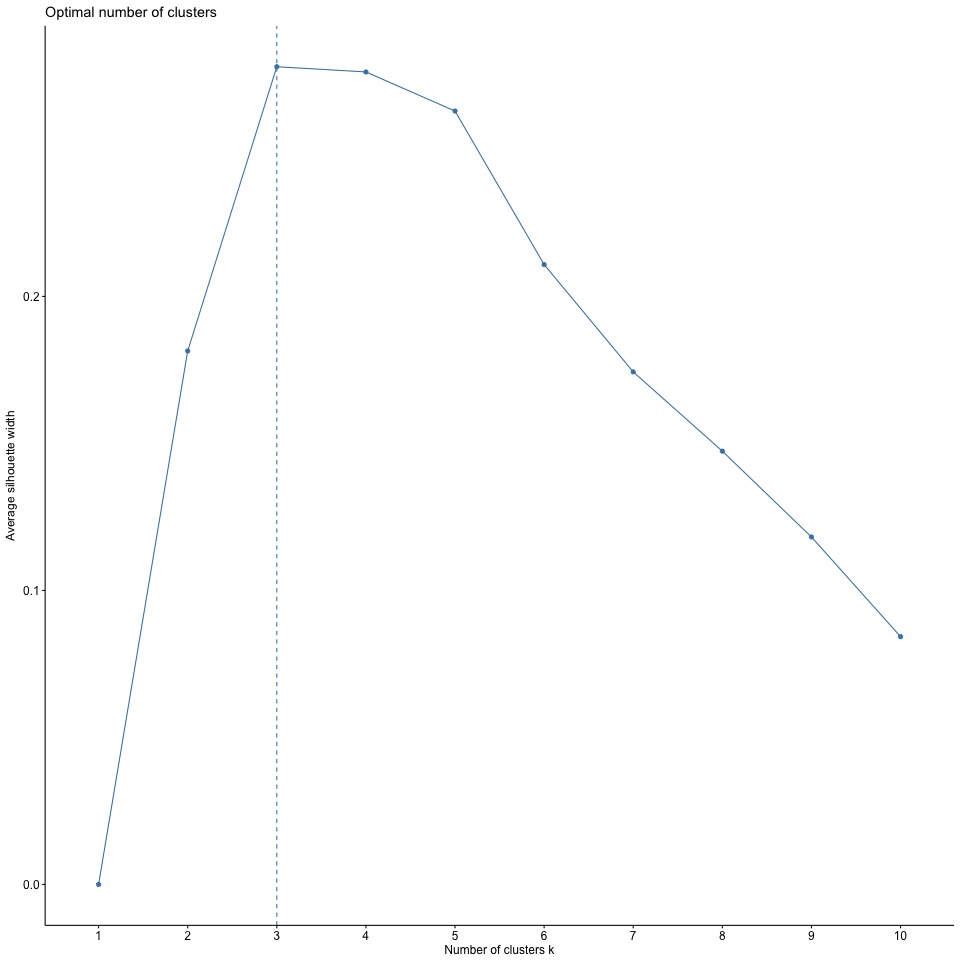 Optimal number of clusters
Average silhouette width
0.2
0.1
0.0
1 2 3 4 5 6 7 8 9 10
Number of clusters k